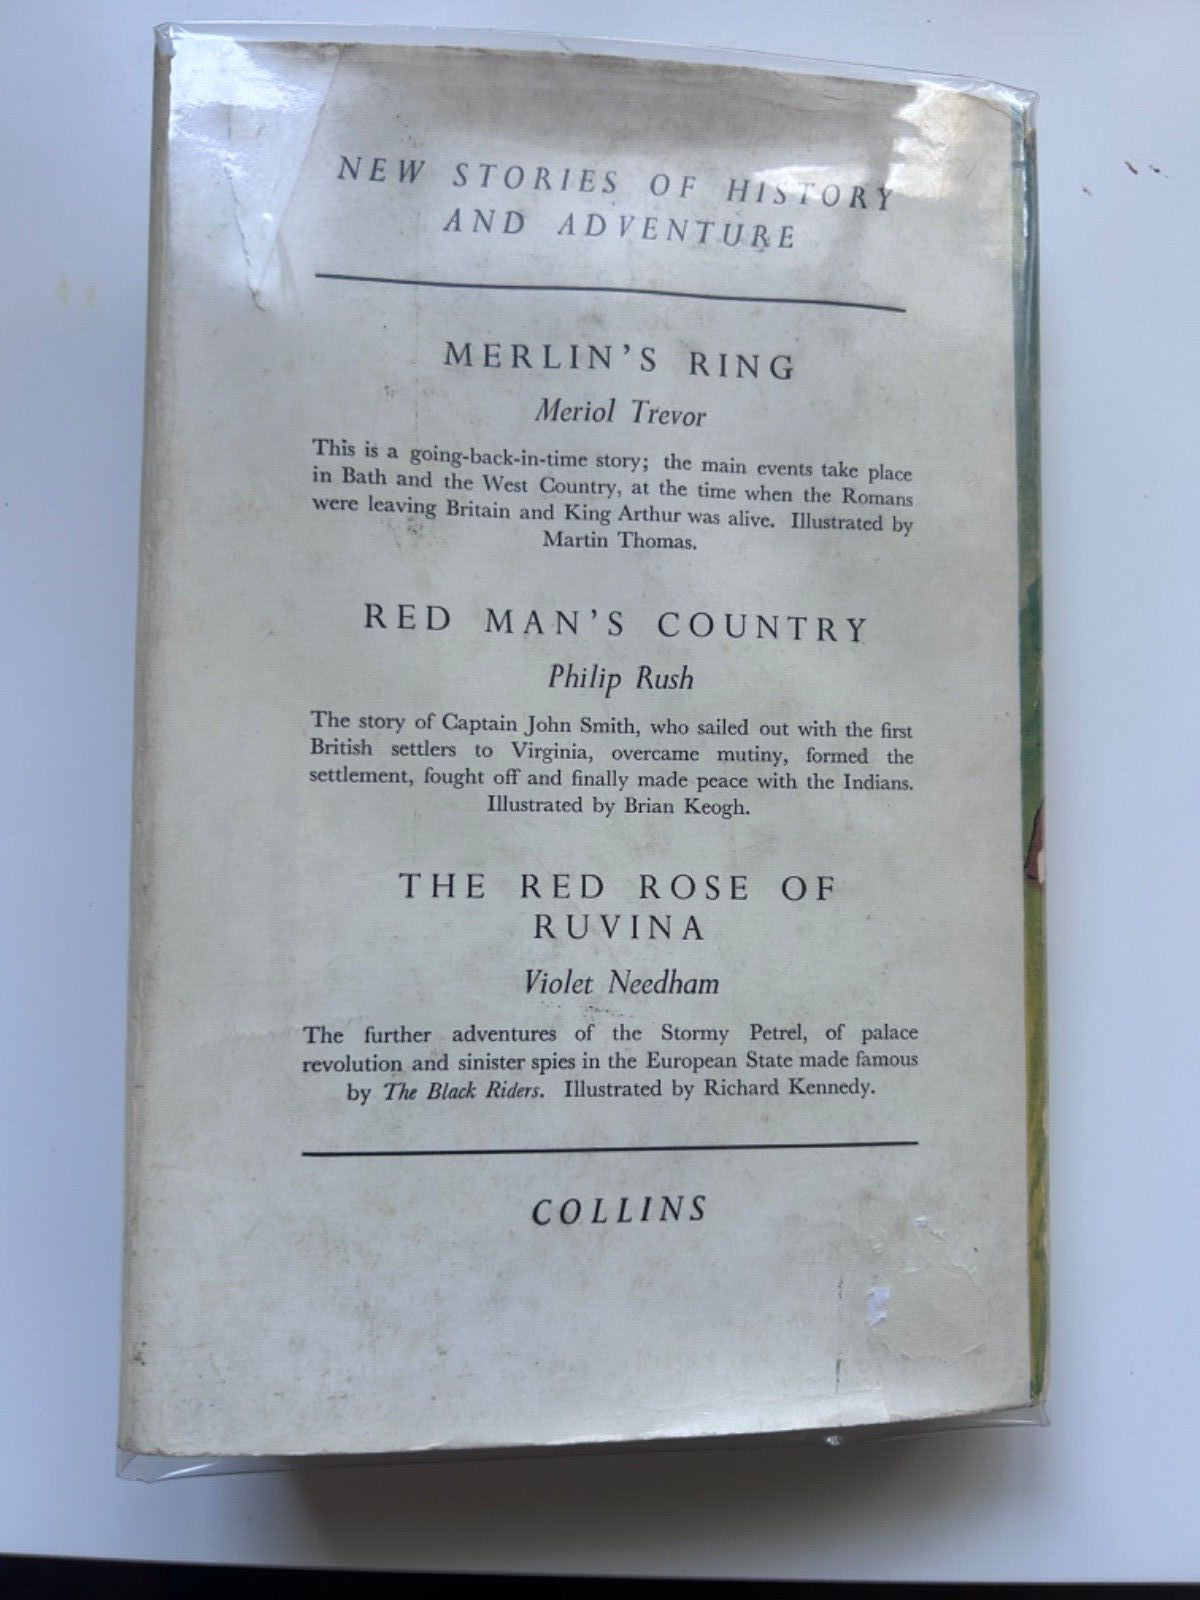 NEW STORIES OF HISTORY
AND ADVENTURE
MERLIN’S RING
Meriol Trevor
This is a going-back-in-time story; the main events take place
in Bath and the West Country, at the time when the Romans
were leaving Britain and King Arthur was alive. Illustrated by
Martin Thomas.
RED MAN’S COUNTRY
Philip Rush
The story of Captain John Smith, who sailed out with the first
British settlers to Virginia, overcame mutiny, formed the
settlement, fought off and finally made peace with the Indians.
Illustrated by Brian Keogh.
THE RED ROSE OF
RUVINA
Violet Needham
The further adventures of the Stormy Petrel, of palace
revolution and sinister spies in the European State made famous
by The Black Riders. Illustrated by Richard Kennedy.
COLLINS